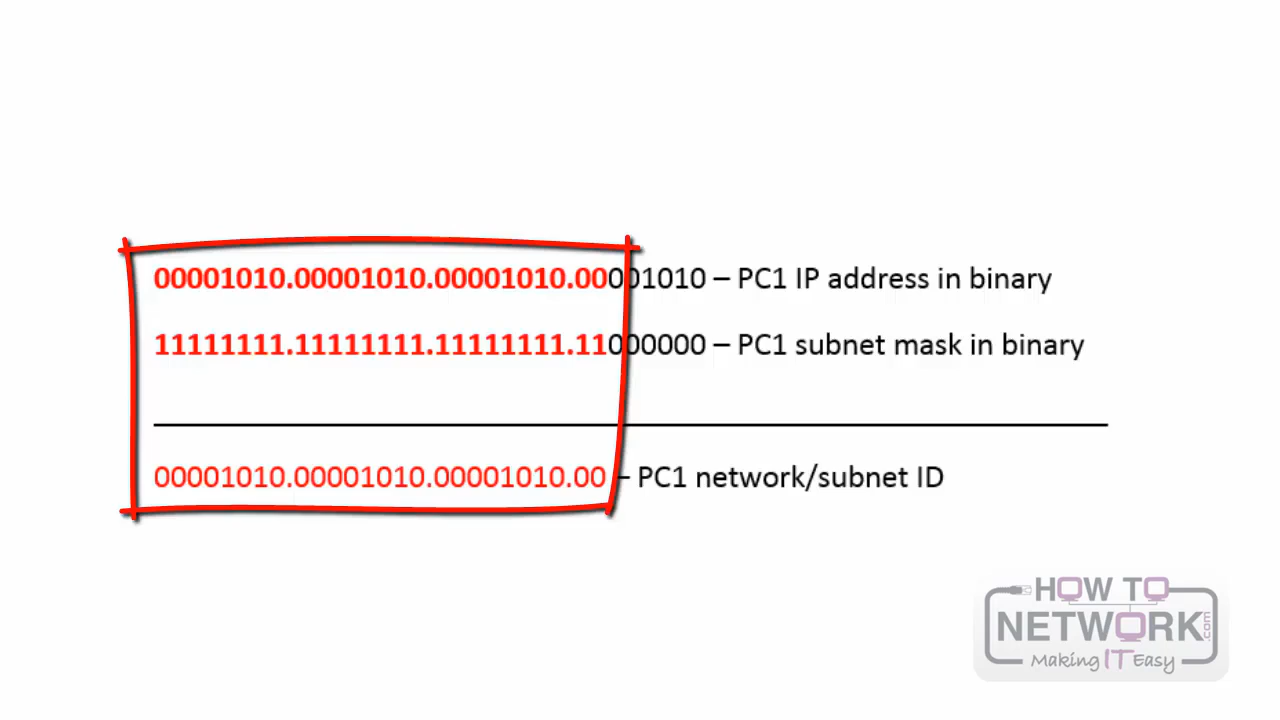 00001010.00001010.00001010.00001010 – PC1 IP address in binary
11111111.11111111.11111111.11000000 – PC1 subnet mask in binary
00001010.00001010.00001010.00 – PC1 network/subnet ID
HOW TO
NETWORK.com
Making IT Easy